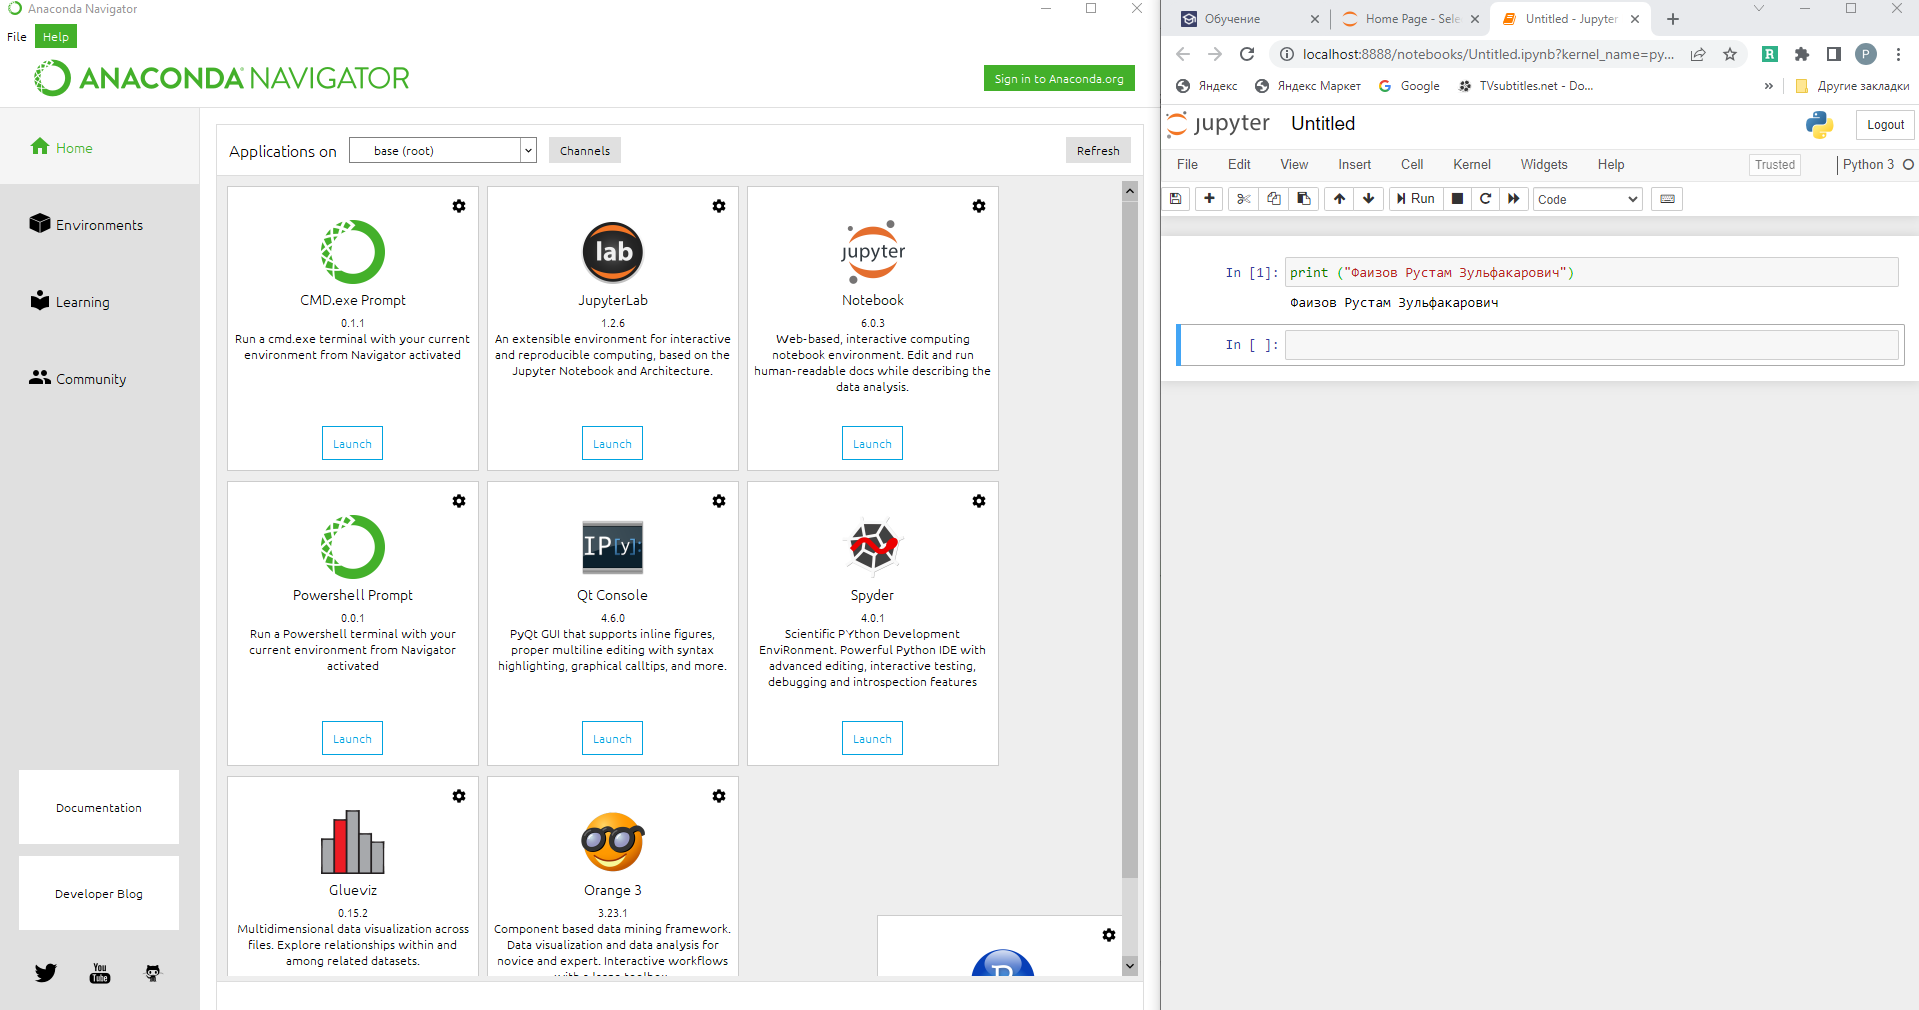 Anaconda Navigator
File Help
ANACONDA NAVIGATOR
Sign in to Anaconda.org
Home
Environments
Learning
Community
Documentation
Developer Blog
You
Tube
Applications on base (root) Channels Refresh
CMD.exe Prompt
0.1.1
Run a cmd.exe terminal with your current
environment from Navigator activated
Launch
lab
JupyterLab
1.2.6
An extensible environment for interactive
and reproducible computing, based on the
Jupyter Notebook and Architecture.
Launch
jupyter
Notebook
6.0.3
Web-based, interactive computing
notebook environment. Edit and run
human-readable docs while describing the
data analysis.
Launch
Powershell Prompt
0.0.1
Run a Powershell terminal with your
current environment from Navigator
activated
Launch
IP[y]:
Qt Console
4.6.0
PyQt GUI that supports inline figures,
proper multiline editing with syntax
highlighting, graphical calltips, and more.
Launch
Spyder
4.0.1
Scientific PYthon Development
EnviRonment. Powerful Python IDE with
advanced editing, interactive testing,
debugging and introspection features
Launch
Glueviz
0.15.2
Multidimensional data visualization across
files. Explore relationships within and
among related datasets.
Orange 3
3.23.1
Component based data mining framework.
Data visualization and data analysis for
novice and expert. Interactive workflows
Обучение Home Page - Sele Untitled - Jupyter
localhost:8888/notebooks/Untitled.ipynb?kernel_name=py... R P
Яндекс Яндекс Маркет Google TVsubtitles.net - Do... » Другие закладки
jupyter Untitled Logout
File Edit View Insert Cell Kernel Widgets Help Trusted Python 3
Run Code
In [1]: print ("Фаизов Рустам Зульфакарович")
Фаизов Рустам Зульфакарович
In [ ]: